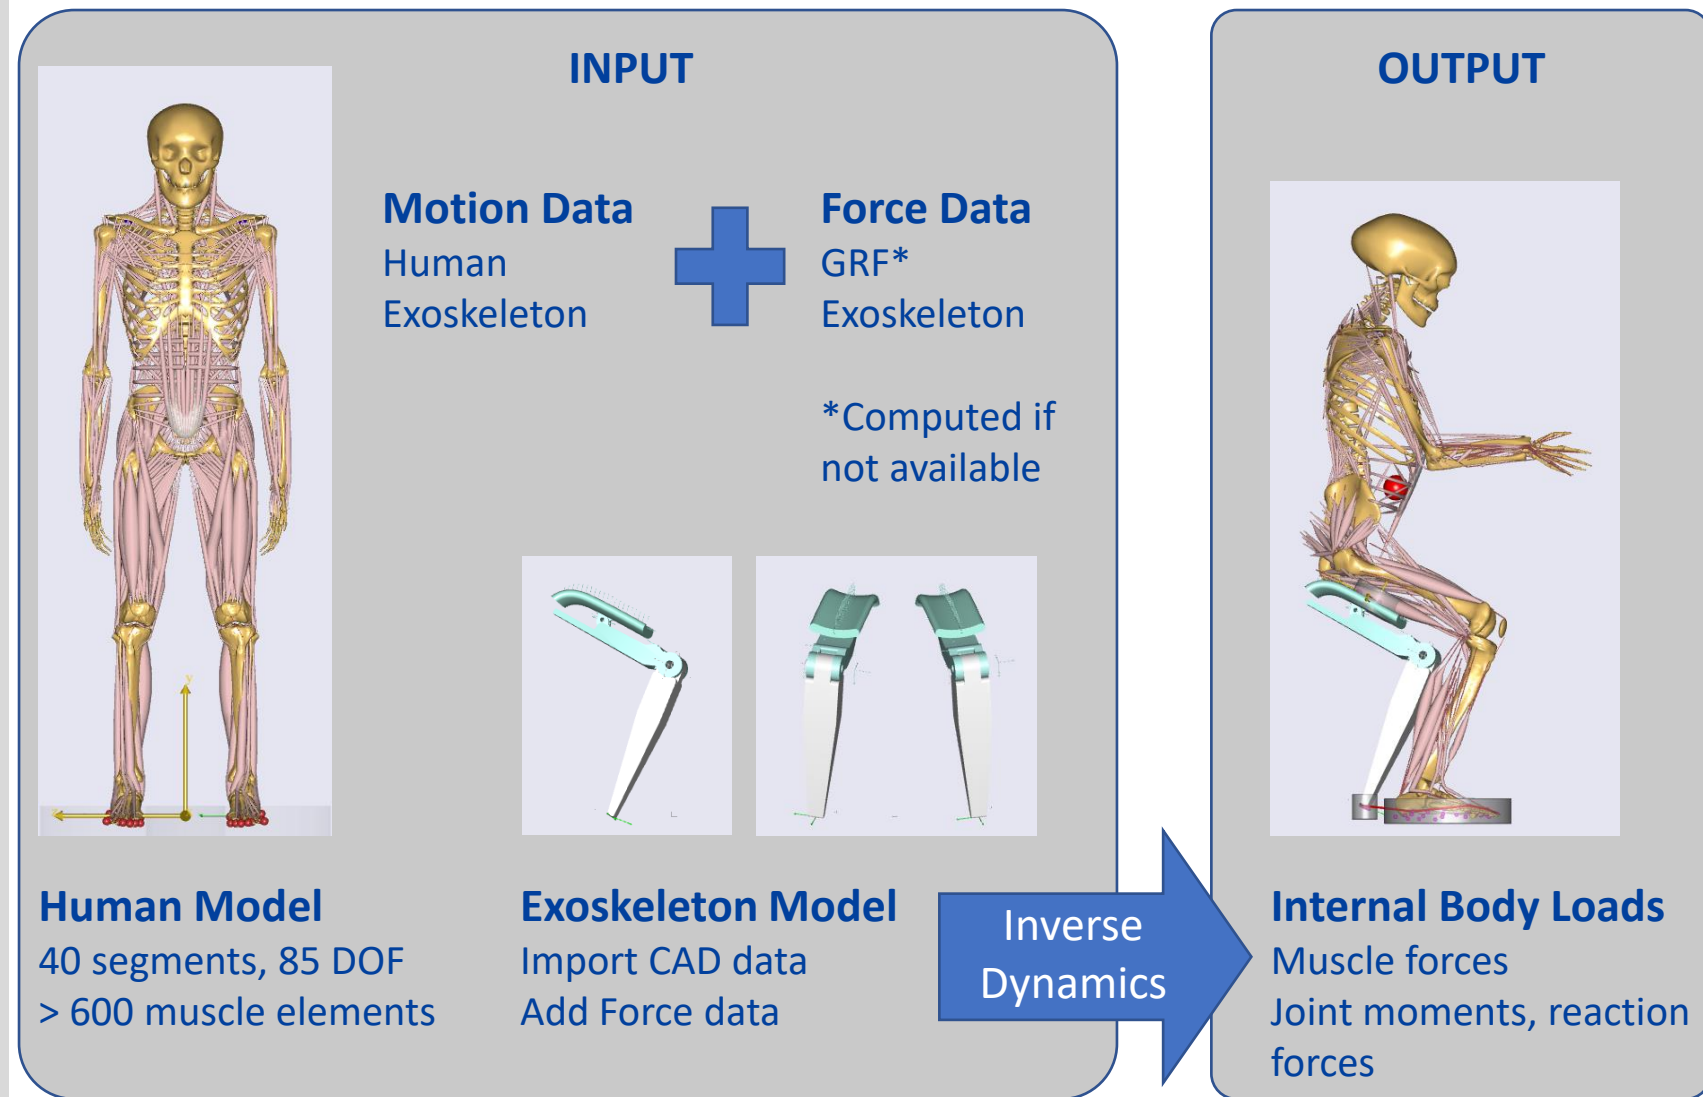 INPUT
Motion Data
Human
Exoskeleton
Force Data
GRF*
Exoskeleton
*Computed if
not available
Human Model
40 segments, 85 DOF
> 600 muscle elements
Exoskeleton Model
Import CAD data
Add Force data
Inverse
Dynamics
OUTPUT
Internal Body Loads
Muscle forces
Joint moments, reaction
forces